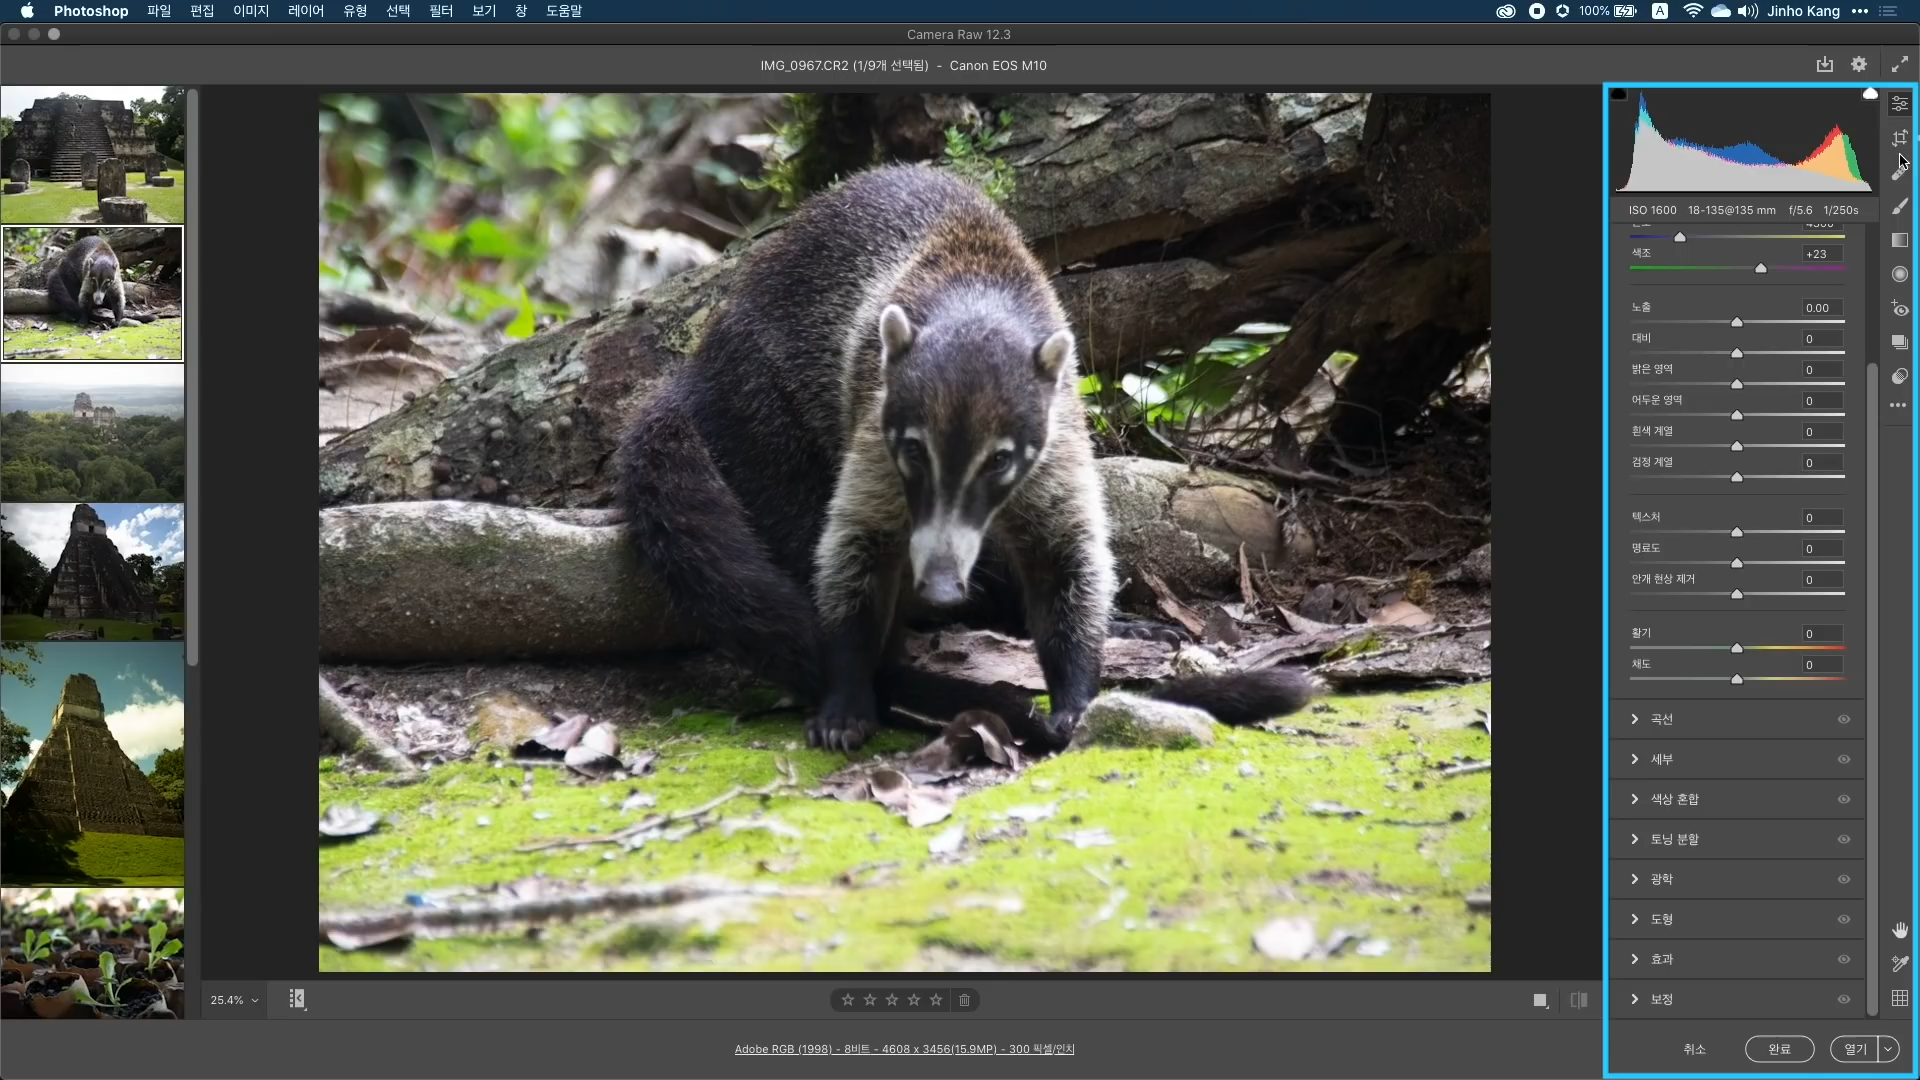 Photoshop 파일 편집 이미지 레이어 유형 선택 필터 보기 창 도움말 100% A Jinho Kang
Camera Raw 12.3
IMG_0967.CR2 (1/9개 선택됨) - Canon EOS M10
ISO 1600 18-135@135 mm f/5.6 1/250s
색조 +23
노출 0.00
대비 0
밝은 영역 0
어두운 영역 0
흰색 계열 0
검정 계열 0
텍스처 0
명료도 0
안개 현상 제거 0
활기 0
채도 0
곡선
세부
색상 혼합
토닝 분할
광학
도형
효과
보정
25.4%
Adobe RGB (1998) - 8비트 - 4608 x 3456(15.9MP) - 300 픽셀/인치
취소 완료 열기